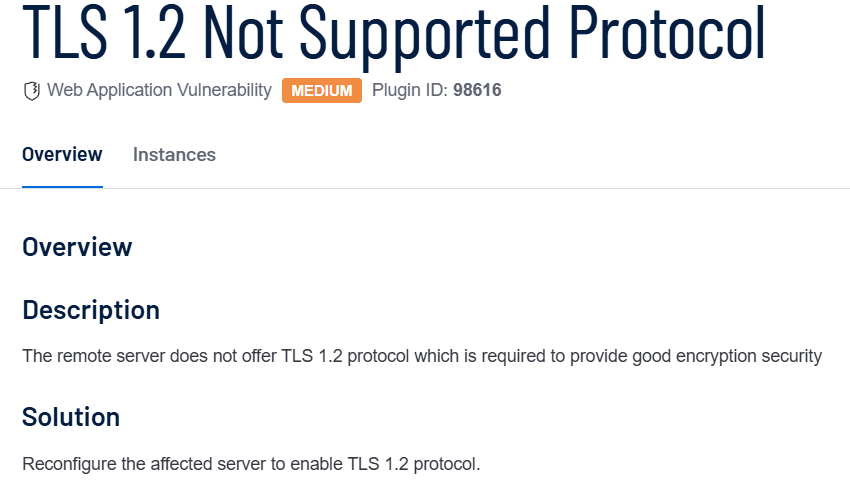 TLS 1.2 Not Supported Protocol
Web Application Vulnerability MEDIUM Plugin ID: 98616
Overview Instances
Overview
Description
The remote server does not offer TLS 1.2 protocol which is required to provide good encryption security
Solution
Reconfigure the affected server to enable TLS 1.2 protocol.